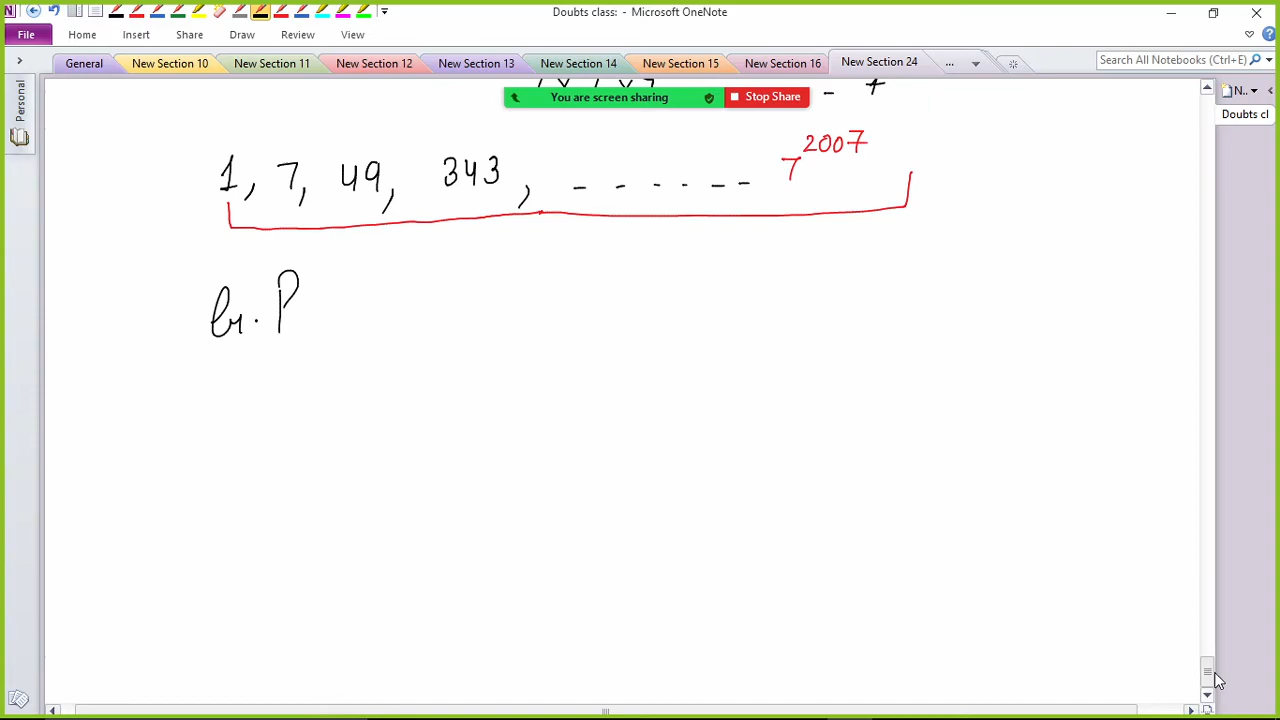 Doubts class: - Microsoft OneNote
File Home Insert Share Draw Review View
General New Section 10 New Section 11 New Section 12 New Section 13 New Section 14 New Section 15 New Section 16 New Section 24 ... Search All Notebooks (Ctrl+E)
You are screen sharing Stop Share
N..
Doubts cl
Personal
1, 7, 49, 343, - - - - - - 7^2007
G.P